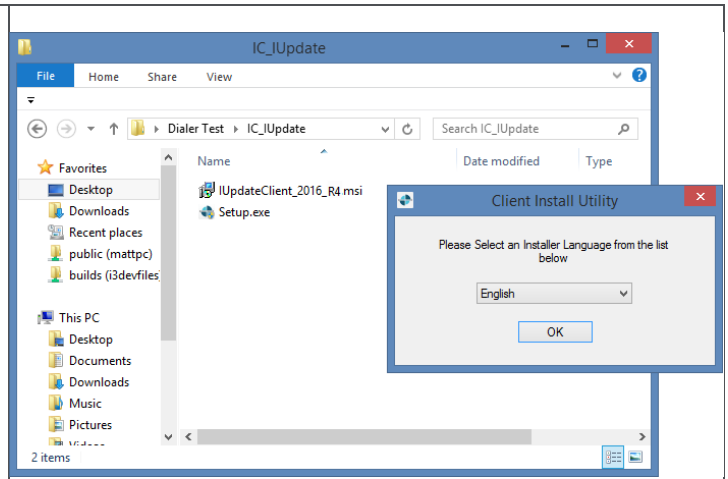 IC_IUpdate
File Home Share View
Dialer Test IC_IUpdate Search IC_IUpdate
Favorites
Desktop
Downloads
Recent places
public (mattpc)
builds (i3devfiles)
This PC
Desktop
Documents
Downloads
Music
Pictures
Videos
Name Date modified Type
IUpdateClient_2016_R4.msi
Setup.exe
Client Install Utility
Please Select an Installer Language from the list
below
English
OK
2 items